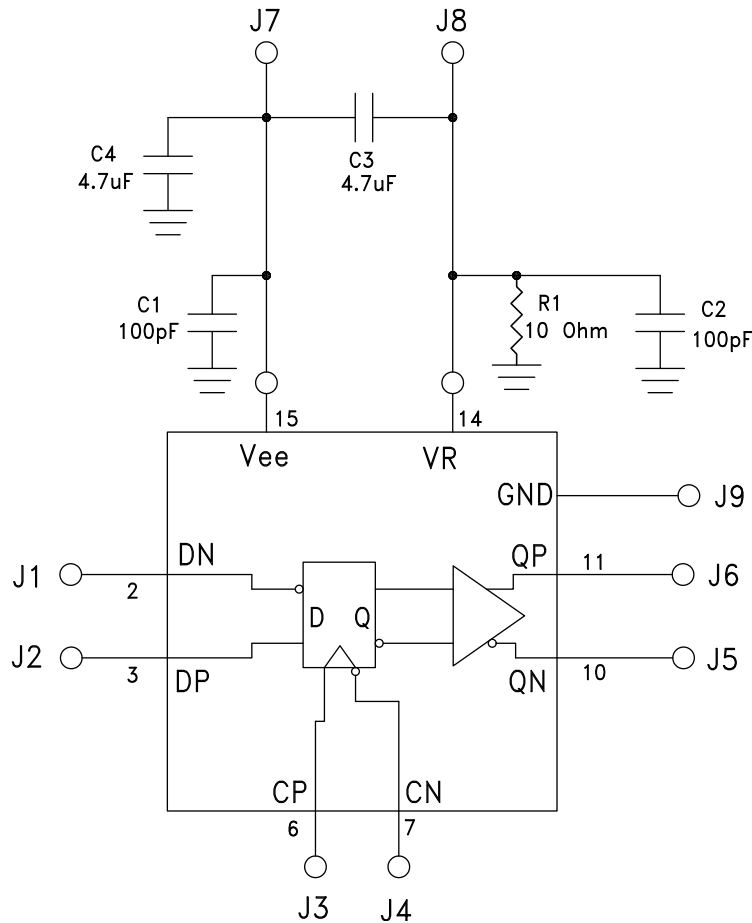 J7
J8
C4
4.7uF
C3
4.7uF
C1
100pF
R1
10 Ohm
C2
100pF
15
14
Vee
VR
GND
J9
J1
2
DN
QP
11
J6
D
Q
J2
3
DP
QN
10
J5
CP
CN
6
7
J3
J4